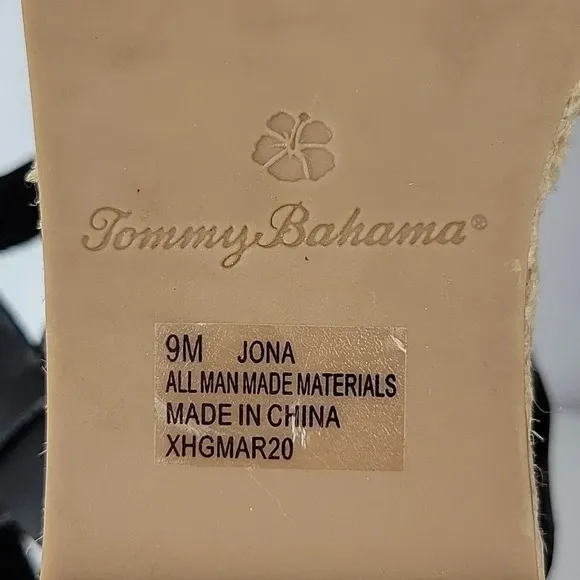 Tommy Bahama®
9M JONA
ALL MAN MADE MATERIALS
MADE IN CHINA
XHGMAR20